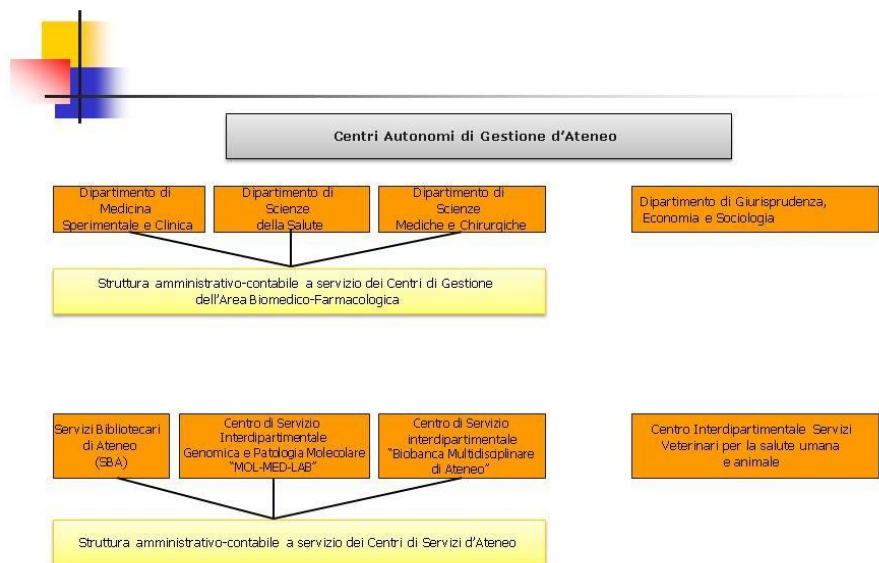 Centri Autonomi di Gestione d'Ateneo
Dipartimento di
Medicina
Sperimentale e Clinica
Dipartimento di
Scienze
della Salute
Dipartimento di
Scienze
Mediche e Chirurgiche
Dipartimento di Giurisprudenza,
Economia e Sociologia
Struttura amministrativo-contabile a servizio dei Centri di Gestione
dell'Area Biomedico-Farmacologica
Servizi Bibliotecari
di Ateneo
(SBA)
Centro di Servizio
Interdipartimentale
Genomica e Patologia Molecolare
"MOL-MED-LAB"
Centro di Servizio
interdipartimentale
"Biobanca Multidisciplinare
di Ateneo"
Centro Interdipartimentale Servizi
Veterinari per la salute umana
e animale
Struttura amministrativo-contabile a servizio dei Centri di Servizi d'Ateneo